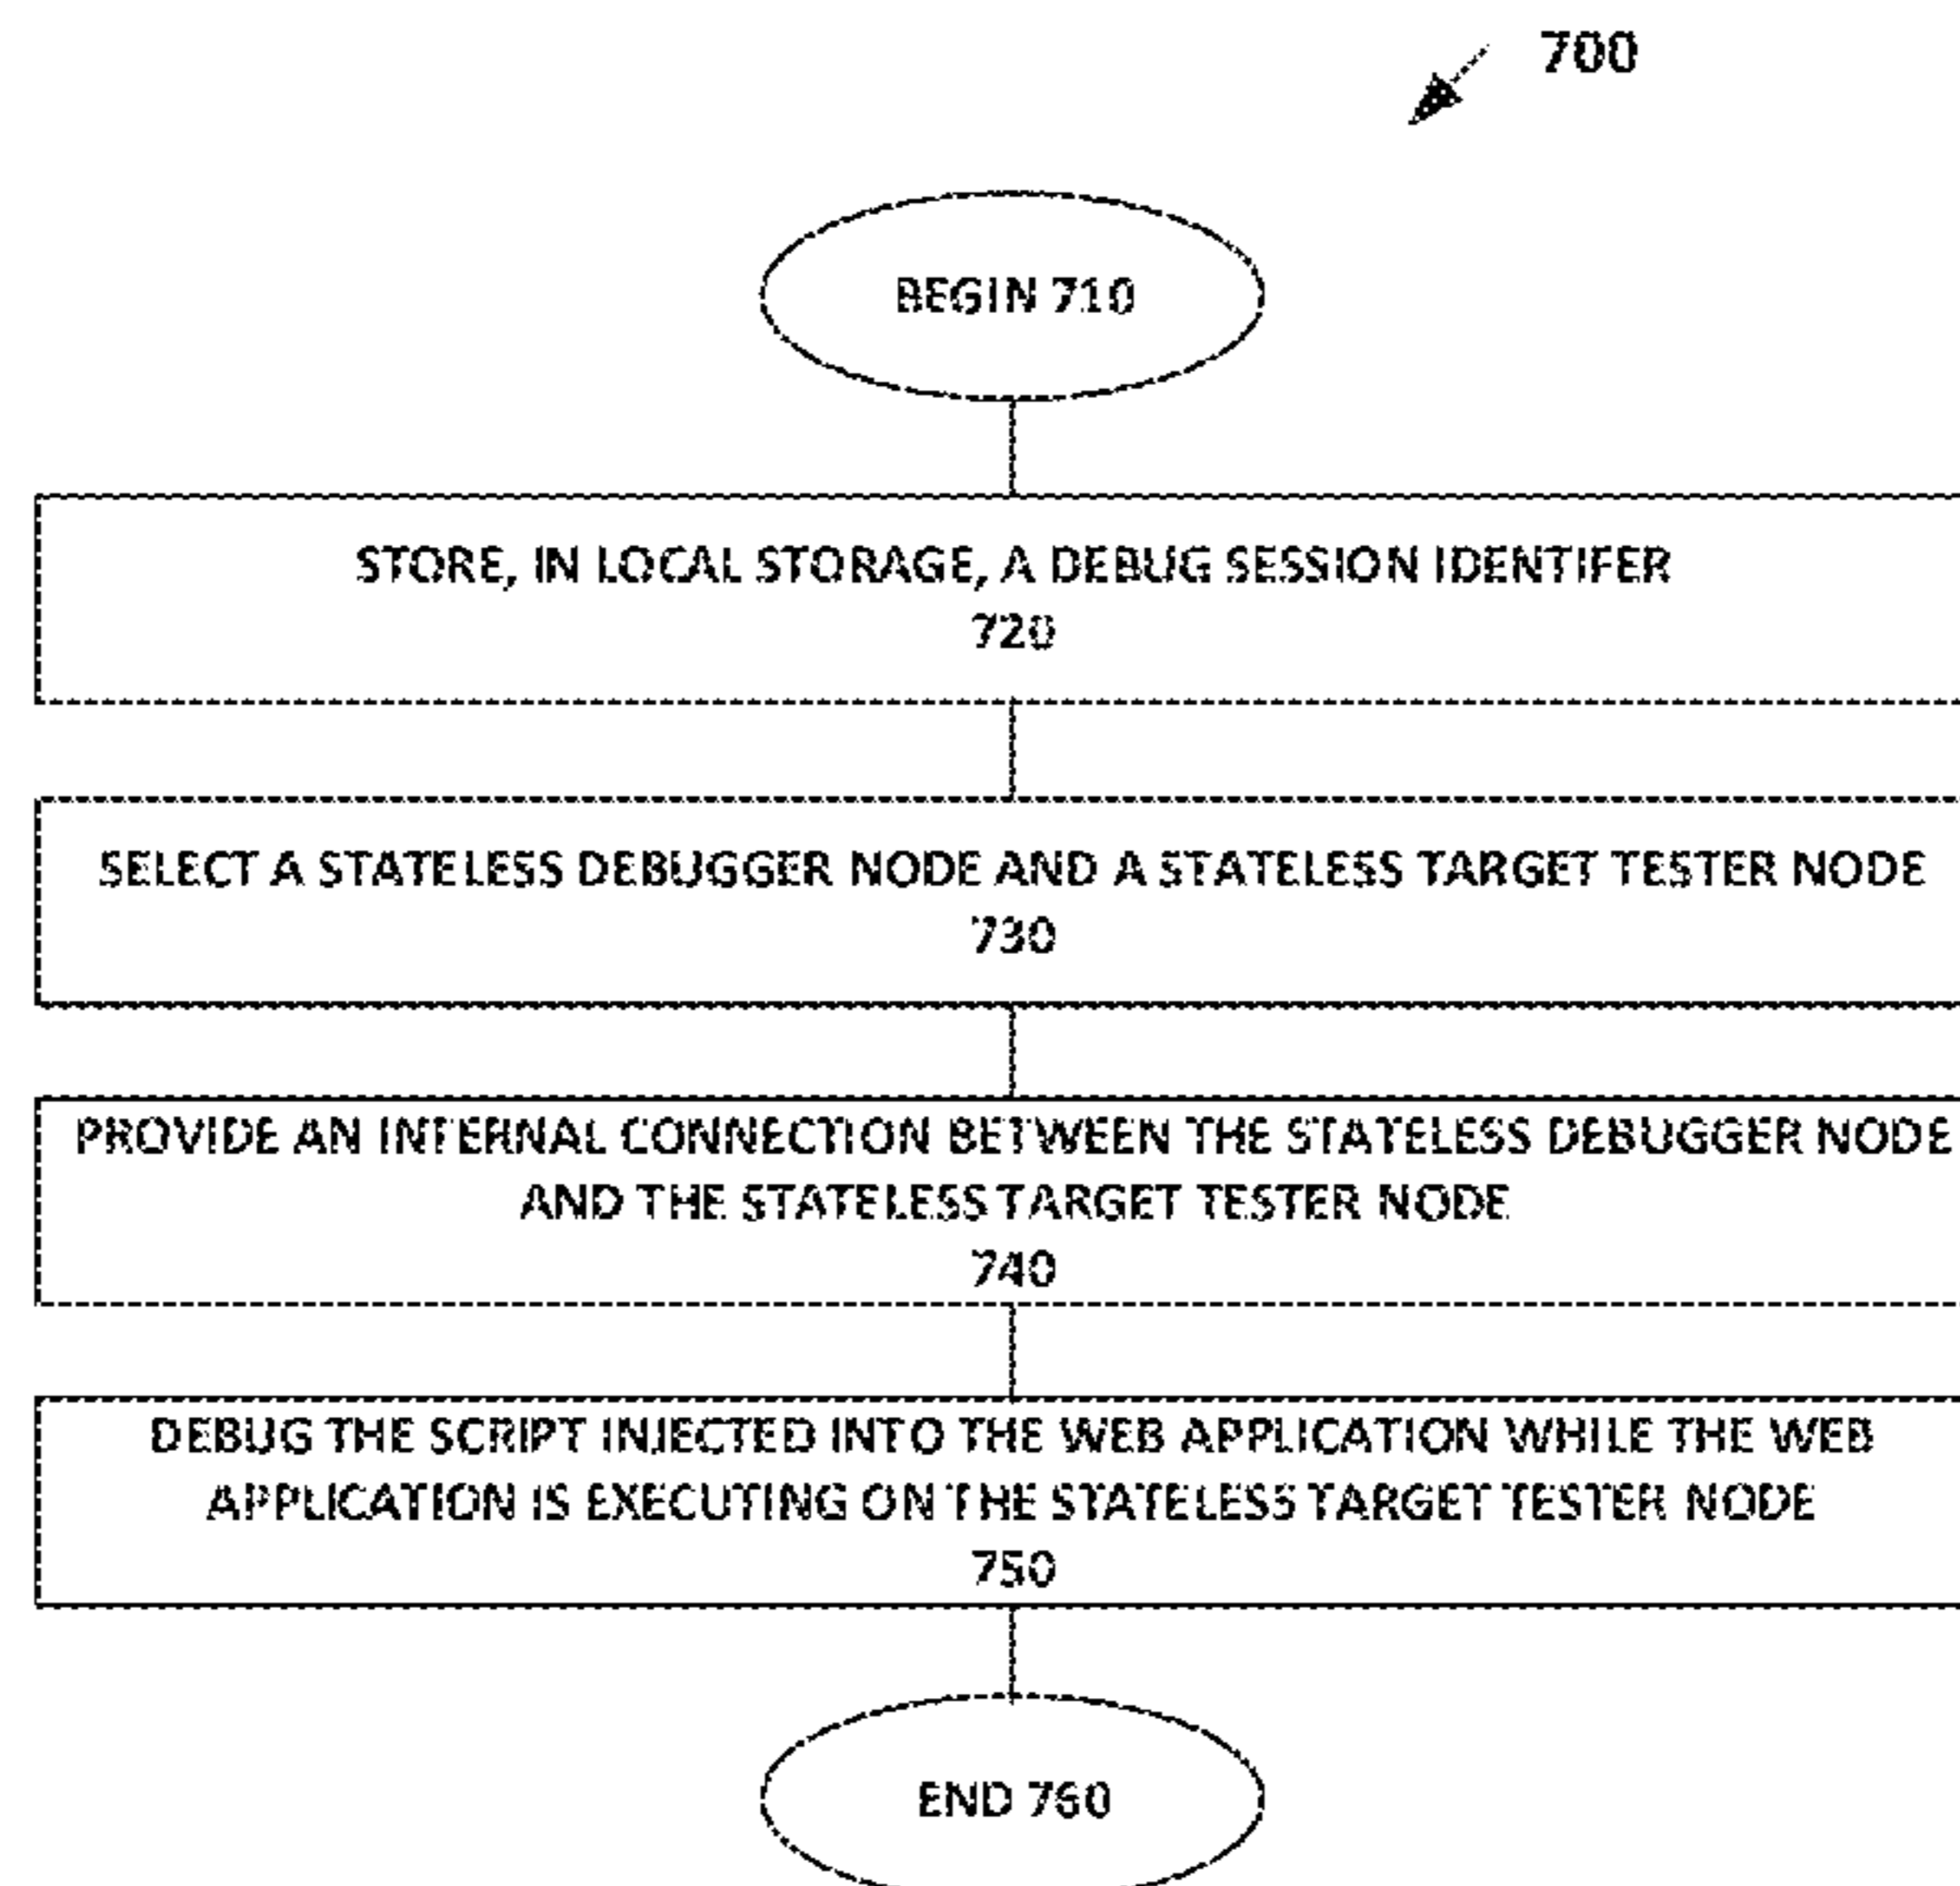 700
BEGIN 710
STORE, IN LOCAL STORAGE, A DEBUG SESSION IDENTIFER
720
SELECT A STATELESS DEBUGGER NODE AND A STATELESS TARGET TESTER NODE
730
PROVIDE AN INTERNAL CONNECTION BETWEEN THE STATELESS DEBUGGER NODE
AND THE STATELESS TARGET TESTER NODE
740
DEBUG THE SCRIPT INJECTED INTO THE WEB APPLICATION WHILE THE WEB
APPLICATION IS EXECUTING ON THE STATELESS TARGET TESTER NODE
750
END 760